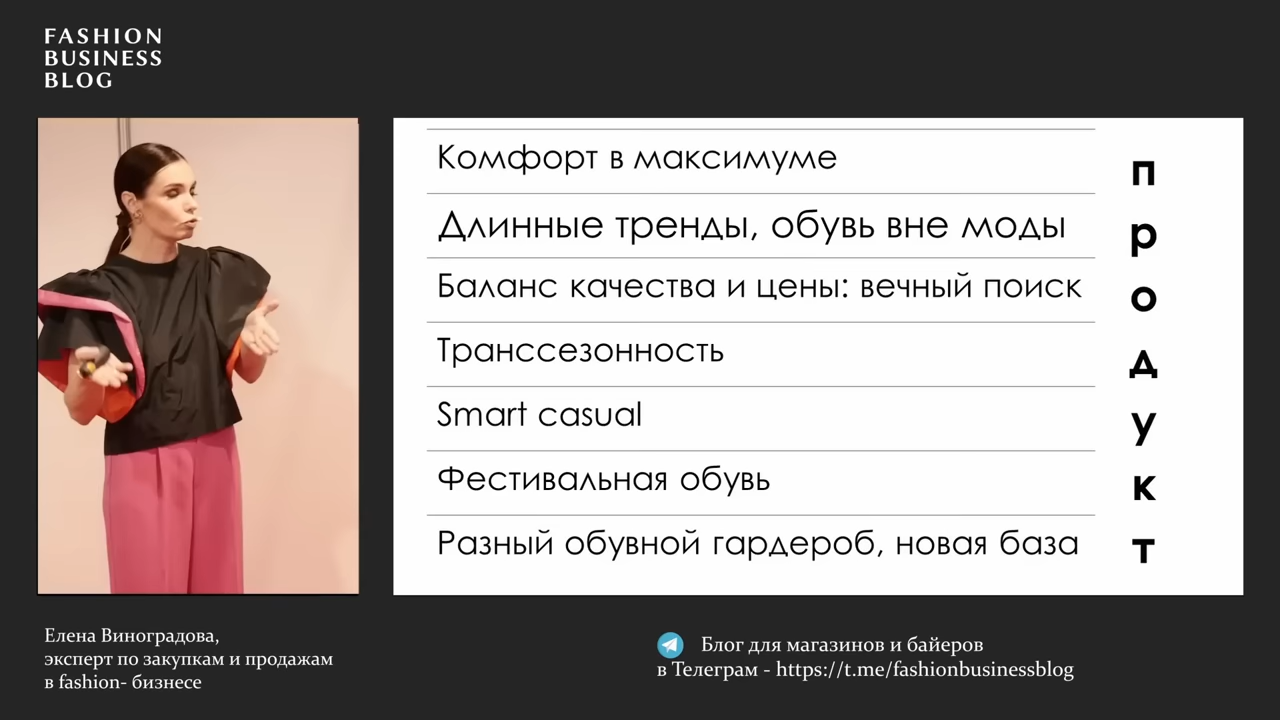 FASHION
BUSINESS
BLOG
Комфорт в максимуме
Длинные тренды, обувь вне моды
Баланс качества и цены: вечный поиск
Транссезонность
Smart casual
Фестивальная обувь
Разный обувной гардероб, новая база
п
р
о
д
у
к
т
Елена Виноградова,
эксперт по закупкам и продажам
в fashion- бизнесе
Блог для магазинов и байеров
в Телеграм - https://t.me/fashionbusinessblog